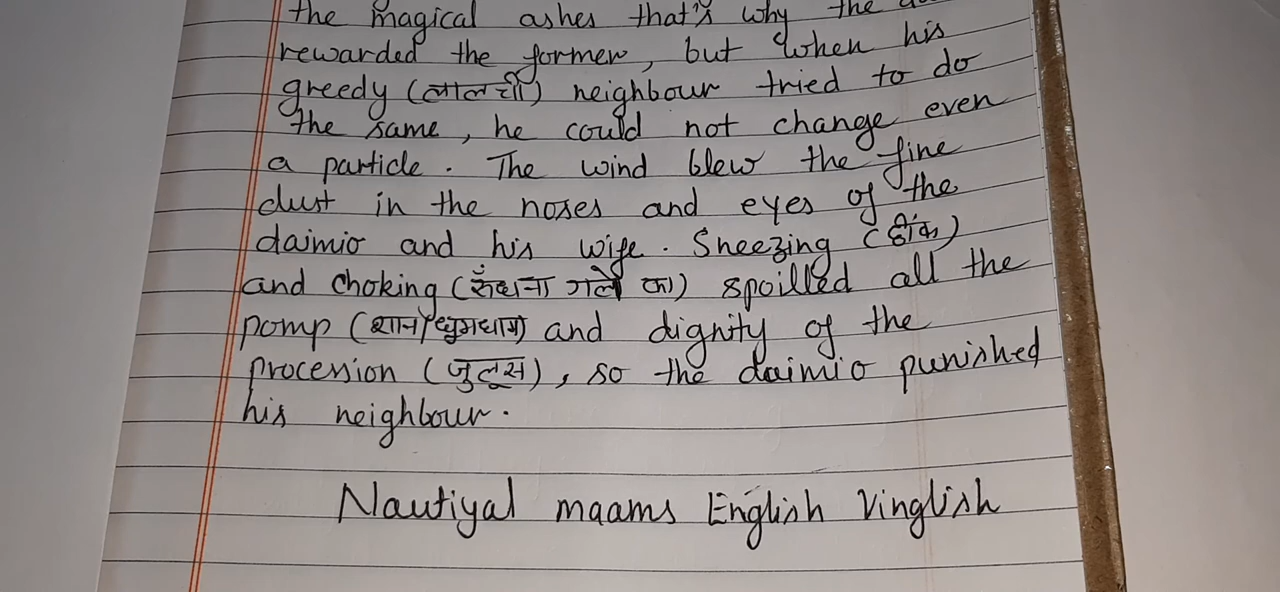 the magical ashes that's why the
rewarded the former, but when his
greedy (लालची) neighbour tried to do
the same, he could not change even
a particle. The wind blew the fine
dust in the noses and eyes of the
daimio and his wife. Sneezing (छींक)
and choking (रुँधना गले का) spoilled all the
pomp (शान/धुमधाम) and dignity of the
procession (जुलूस), so the daimio punished
his neighbour.
Nautiyal maams English Vinglish